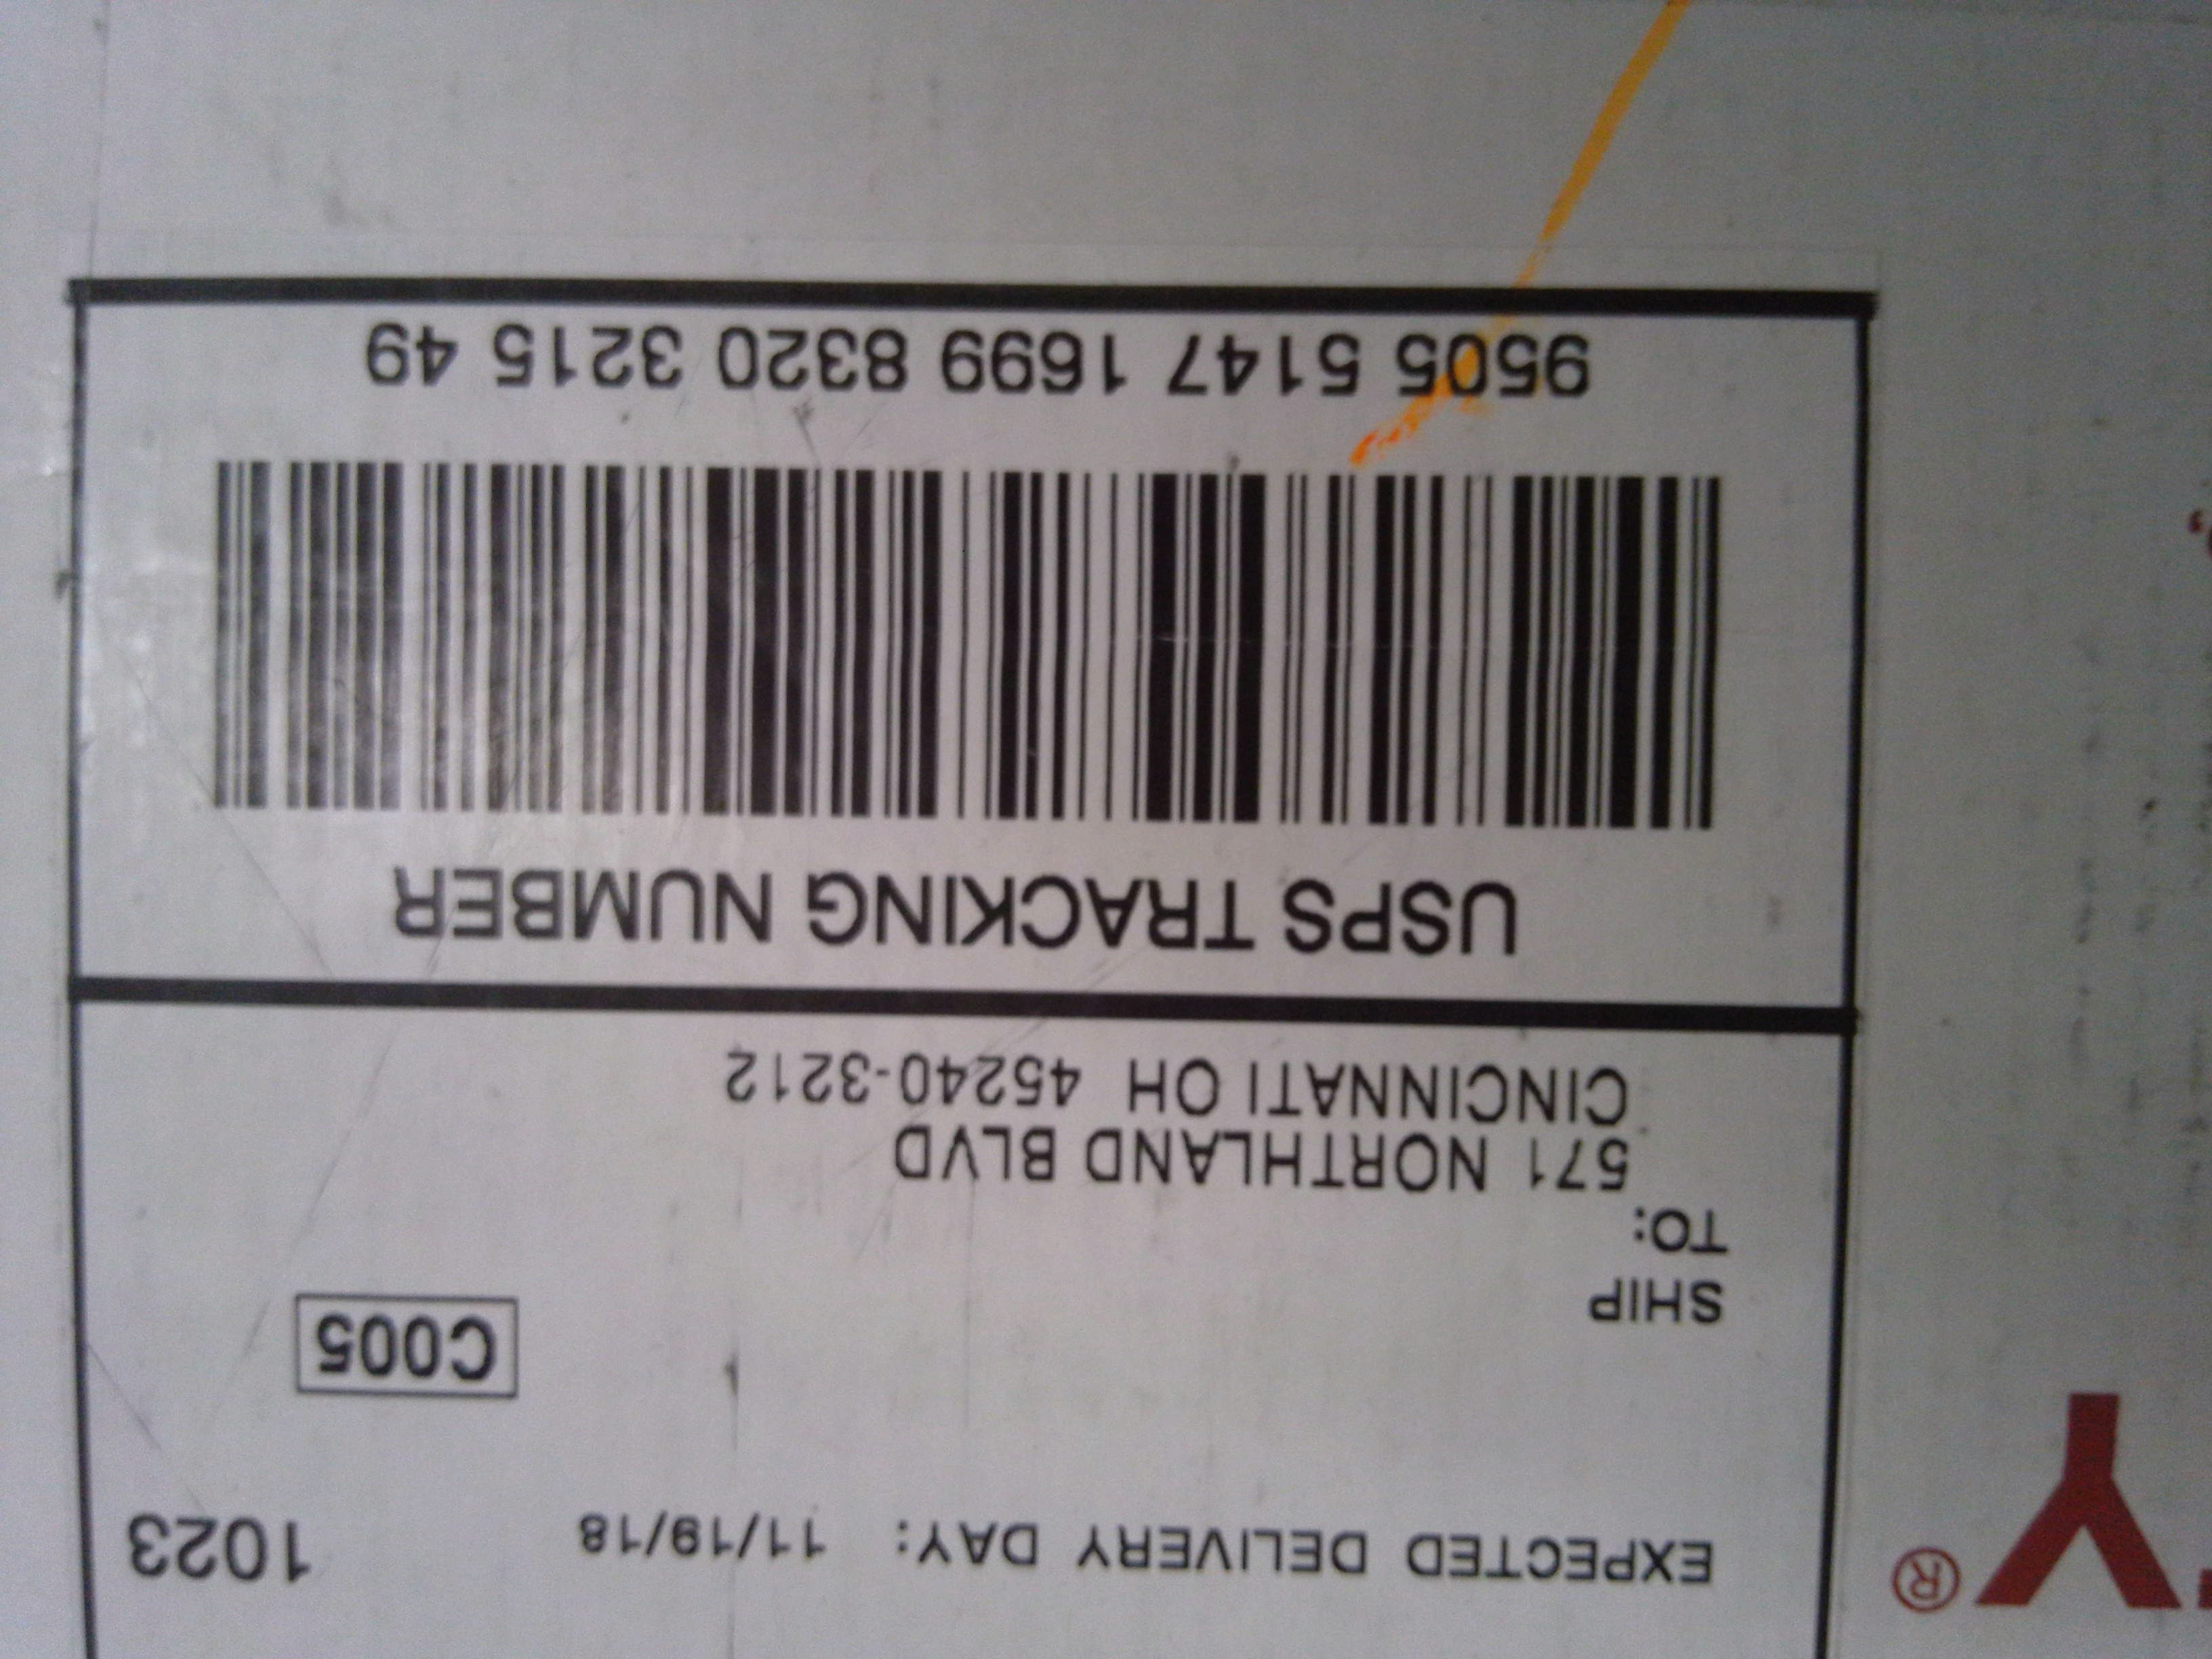 EXPECTED DELIVERY DAY: 11/19/18
1023
C005
SHIP
TO:
571 NORTHLAND BLVD
CINCINNATI OH 45240-3212
USPS TRACKING NUMBER
9505 5147 1699 8320 3215 49
Y®